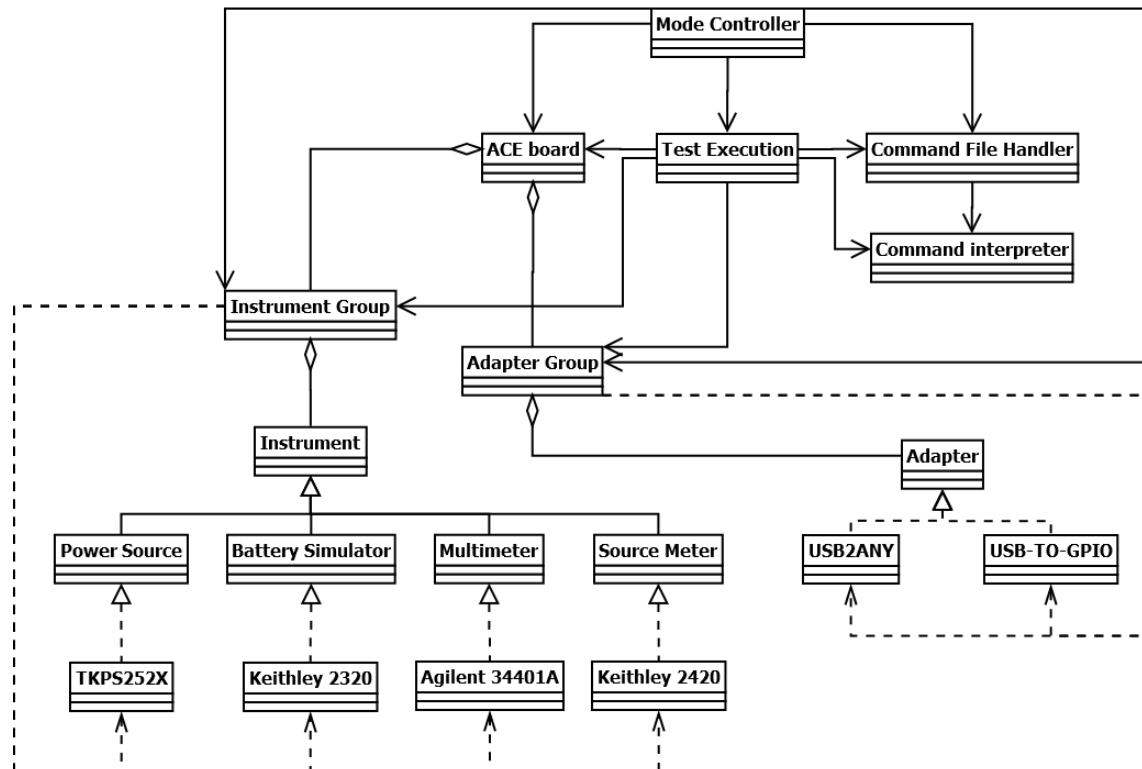 Mode Controller
ACE board
Test Execution
Command File Handler
Command interpreter
Instrument Group
Adapter Group
Instrument
Adapter
Power Source
Battery Simulator
Multimeter
Source Meter
USB2ANY
USB-TO-GPIO
TKPS252X
Keithley 2320
Agilent 34401A
Keithley 2420